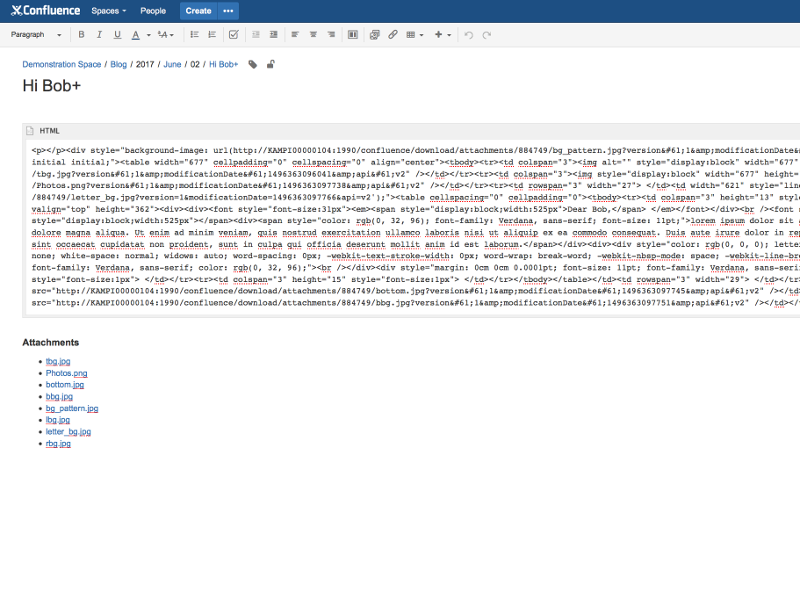 Confluence Spaces People Create •••
Paragraph B I U A
Demonstration Space / Blog / 2017 / June / 02 / Hi Bob+
Hi Bob+
HTML
<p></p><div style="background-image: url(http://KAMPI00000104:1990/confluence/download/attachments/884749/bg_pattern.jpg?version&#61;1&amp;modificationDate&
initial initial;"><table width="677" cellpadding="0" cellspacing="0" align="center"><tbody><tr><td colspan="3"><img alt="" style="display:block" width="677"
/tbg.jpg?version&#61;1&amp;modificationDate&#61;1496363096041&amp;api&#61;v2" /></td></tr><tr><td colspan="3"><img style="display:block" width="677" height=
/Photos.png?version&#61;1&amp;modificationDate&#61;1496363097738&amp;api&#61;v2" /></td></tr><tr><td rowspan="3" width="27"> </td><td width="621" style="line
/884749/letter_bg.jpg?version=1&modificationDate=1496363097766&api=v2');"><table cellspacing="0" cellpadding="0"><tbody><tr><td colspan="3" height="13" style
valign="top" height="362"><div><div><font style="font-size:31px"><em><span style="display:block;width:525px">Dear Bob,</span> </em></font></div><br /><font s
style="display:block;width:525px"></span><div><span style="color: rgb(0, 32, 96); font-family: Verdana, sans-serif; font-size: 11pt;">lorem ipsum dolor sit a
dolore magna aliqua. Ut enim ad minim veniam, quis nostrud exercitation ullamco laboris nisi ut aliquip ex ea commodo consequat. Duis aute irure dolor in rep
sint occaecat cupidatat non proident, sunt in culpa qui officia deserunt mollit anim id est laborum.</span></div><div><div style="color: rgb(0, 0, 0); letter
none; white-space: normal; widows: auto; word-spacing: 0px; -webkit-text-stroke-width: 0px; word-wrap: break-word; -webkit-nbsp-mode: space; -webkit-line-bre
font-family: Verdana, sans-serif; color: rgb(0, 32, 96);"><br /></div><div style="margin: 0cm 0cm 0.0001pt; font-size: 11pt; font-family: Verdana, sans-serif
style="font-size:1px"> </td></tr><tr><td colspan="3" height="15" style="font-size:1px"> </td></tr></tbody></table></td><td rowspan="3" width="29"> </td></tr>
src="http://KAMPI00000104:1990/confluence/download/attachments/884749/bottom.jpg?version&#61;1&amp;modificationDate&#61;1496363097745&amp;api&#61;v2" /></td>
src="http://KAMPI00000104:1990/confluence/download/attachments/884749/bbg.jpg?version&#61;1&amp;modificationDate&#61;1496363097751&amp;api&#61;v2" /></td></t
Attachments
• tbg.jpg
• Photos.png
• bottom.jpg
• bbg.jpg
• bg_pattern.jpg
• lbg.jpg
• letter_bg.jpg
• rbg.jpg